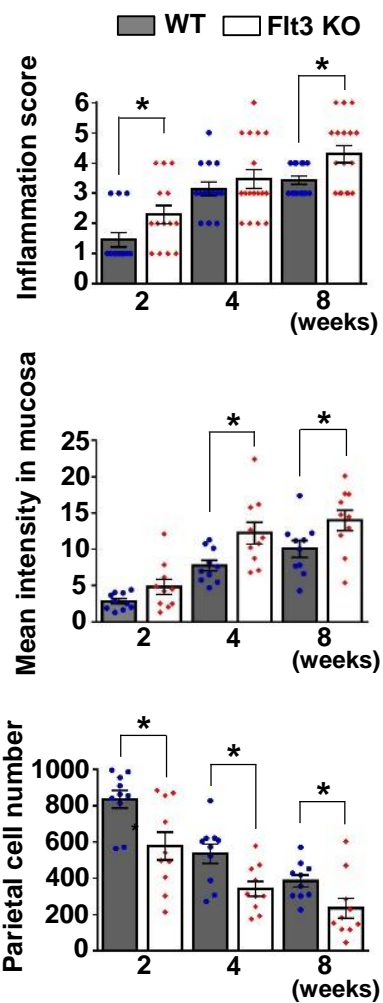 WT Flt3 KO
Inflammation score
6
5
4
3
2
1
0
*
*
2 4 8
(weeks)
Mean intensity in mucosa
25
20
15
10
5
0
*
*
2 4 8
(weeks)
Parietal cell number
1000
800
600
400
200
0
*
*
*
*
2 4 8
(weeks)